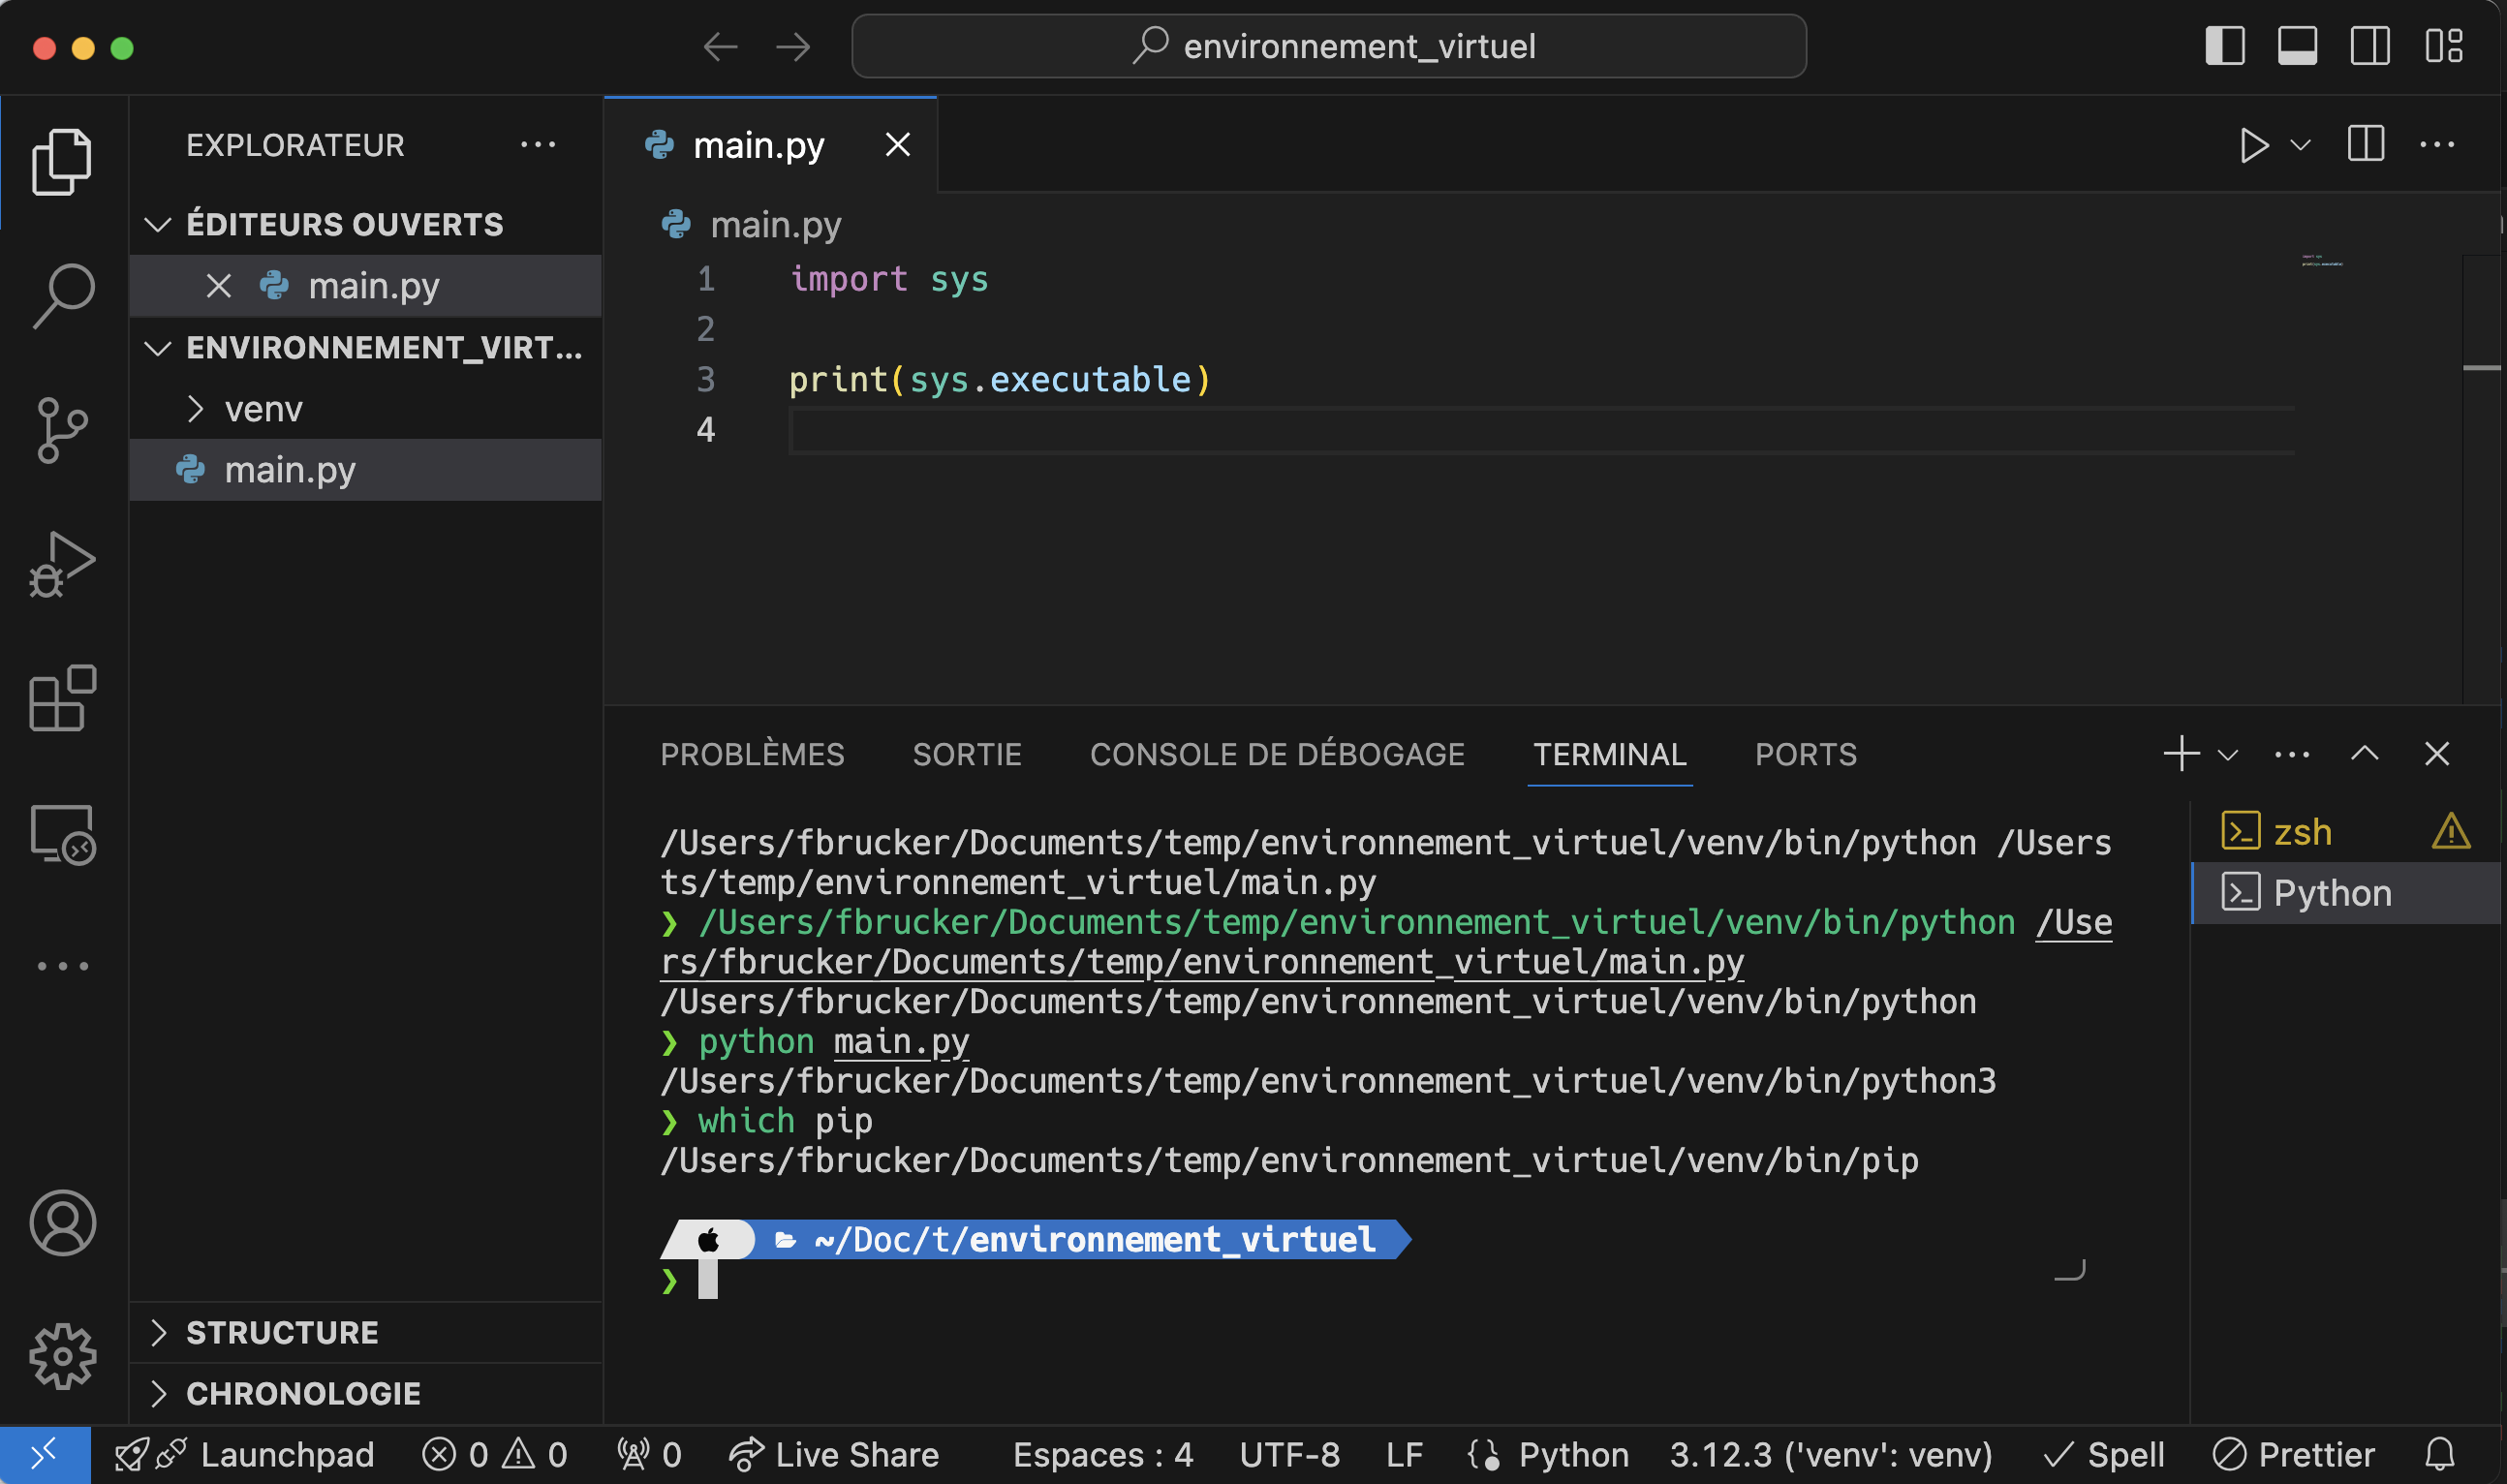 environnement_virtuel
EXPLORATEUR
ÉDITEURS OUVERTS
main.py
ENVIRONNEMENT_VIRT...
venv
main.py
STRUCTURE
CHRONOLOGIE
main.py
main.py
1 import sys
2
3 print(sys.executable)
4
PROBLÈMES SORTIE CONSOLE DE DÉBOGAGE TERMINAL PORTS
/Users/fbrucker/Documents/temp/environnement_virtuel/venv/bin/python /Users
ts/temp/environnement_virtuel/main.py
❯ /Users/fbrucker/Documents/temp/environnement_virtuel/venv/bin/python /Use
rs/fbrucker/Documents/temp/environnement_virtuel/main.py
/Users/fbrucker/Documents/temp/environnement_virtuel/venv/bin/python
❯ python main.py
/Users/fbrucker/Documents/temp/environnement_virtuel/venv/bin/python3
❯ which pip
/Users/fbrucker/Documents/temp/environnement_virtuel/venv/bin/pip
~/Doc/t/environnement_virtuel
❯
zsh
Python
Launchpad 0 0 0 Live Share Espaces : 4 UTF-8 LF Python 3.12.3 ('venv': venv) Spell Prettier